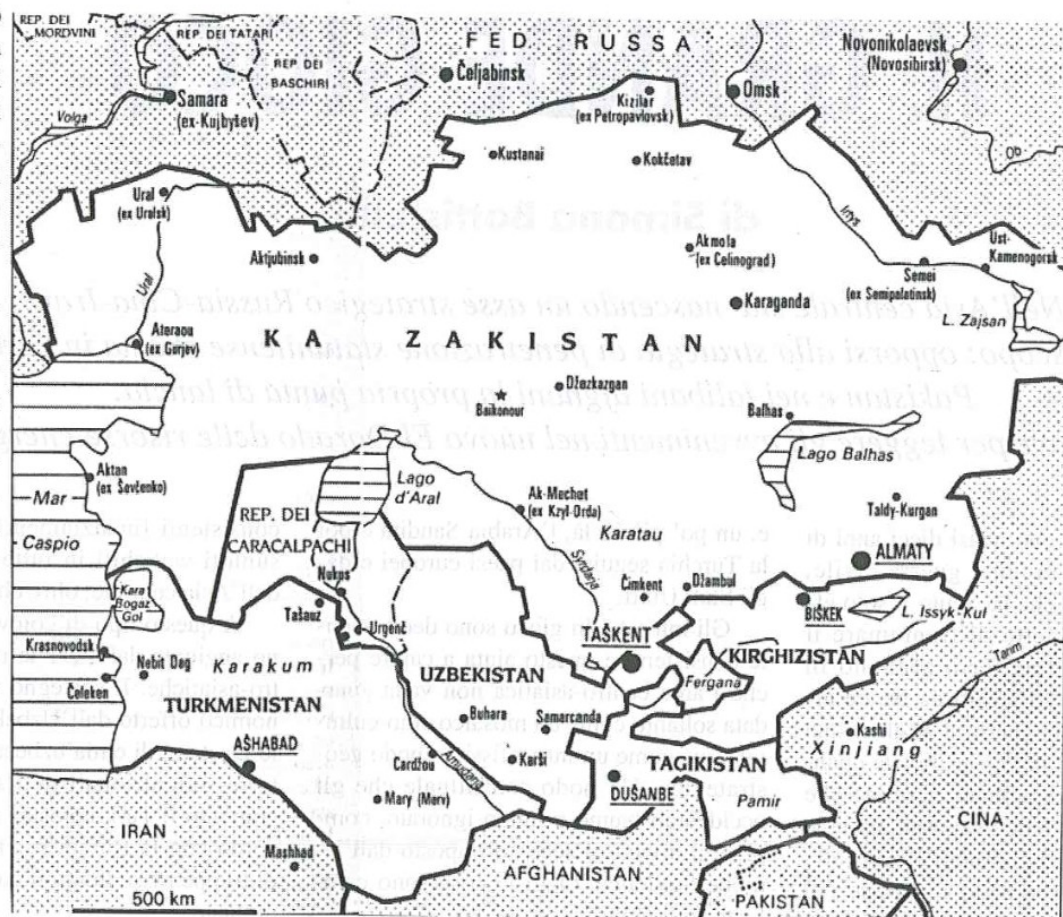 REP. DEI
MORDVINI
REP. DEI TATARI
REP. DEI
BASCHIRI
FED. RUSSA
Čeljabinsk
Novonikolaevsk
(Novosibirsk)
Samara
(ex-Kujbyšev)
Volga
Kizilar
(ex Petropavlovsk)
Omsk
Kustanai
Kokčetav
Ob
Ural
(ex Uralsk)
Ural
Aktjubinsk
Irtyš
Akmola
(ex Celinograd)
Semei
(ex Semipalatinsk)
Ust-
Kamenogorsk
Karaganda
L. Zajsan
Ateraou
(ex Gurjev)
KAZAKISTAN
Džezkazgan
Baikonour
Balhas
Lago Balhas
Aktan
(ex Ševčenko)
Mar
Caspio
Lago
d'Aral
REP. DEI
CARACALPACHI
Ak-Mechet
(ex Kzyl-Orda)
Karatau
Syrdarja
Taldy-Kurgan
ALMATY
Kara
Bogaz
Gol
Nukus
Tašauz
Urgenč
Čimkent
Džambul
BIŠKEK
L. Issyk-Kul
TAŠKENT
KIRGHIZISTAN
Tarim
Krasnovodsk
Nebit Dag
Čeleken
Karakum
TURKMENISTAN
UZBEKISTAN
Fergana
Buhara
Samarcanda
Kashi
Xinjiang
AŠHABAD
Cardžou
Amudarja
Karši
TAGIKISTAN
DUŠANBE
Pamir
Mary (Merv)
IRAN
Mashhad
AFGHANISTAN
PAKISTAN
CINA
500 km